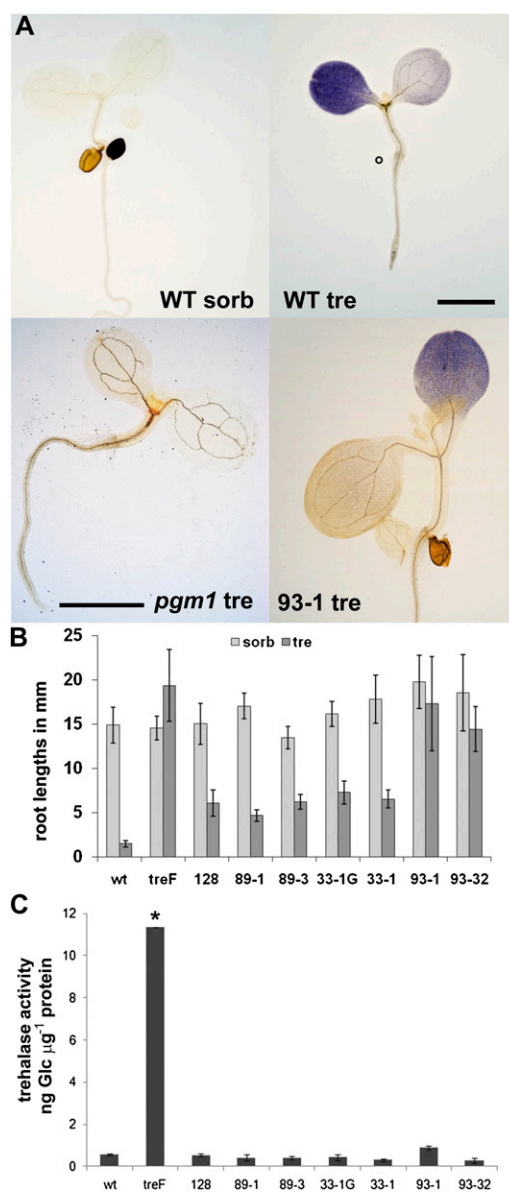 A
WT sorb
WT tre
pgm1 tre
93-1 tre
B
sorb tre
25
20
15
10
5
0
root lengths in mm
wt treF 128 89-1 89-3 33-1G 33-1 93-1 93-32
C
12
10
8
6
4
2
0
trehalase activity
ng Glc µg⁻¹ protein
*
wt treF 128 89-1 89-3 33-1G 33-1 93-1 93-32